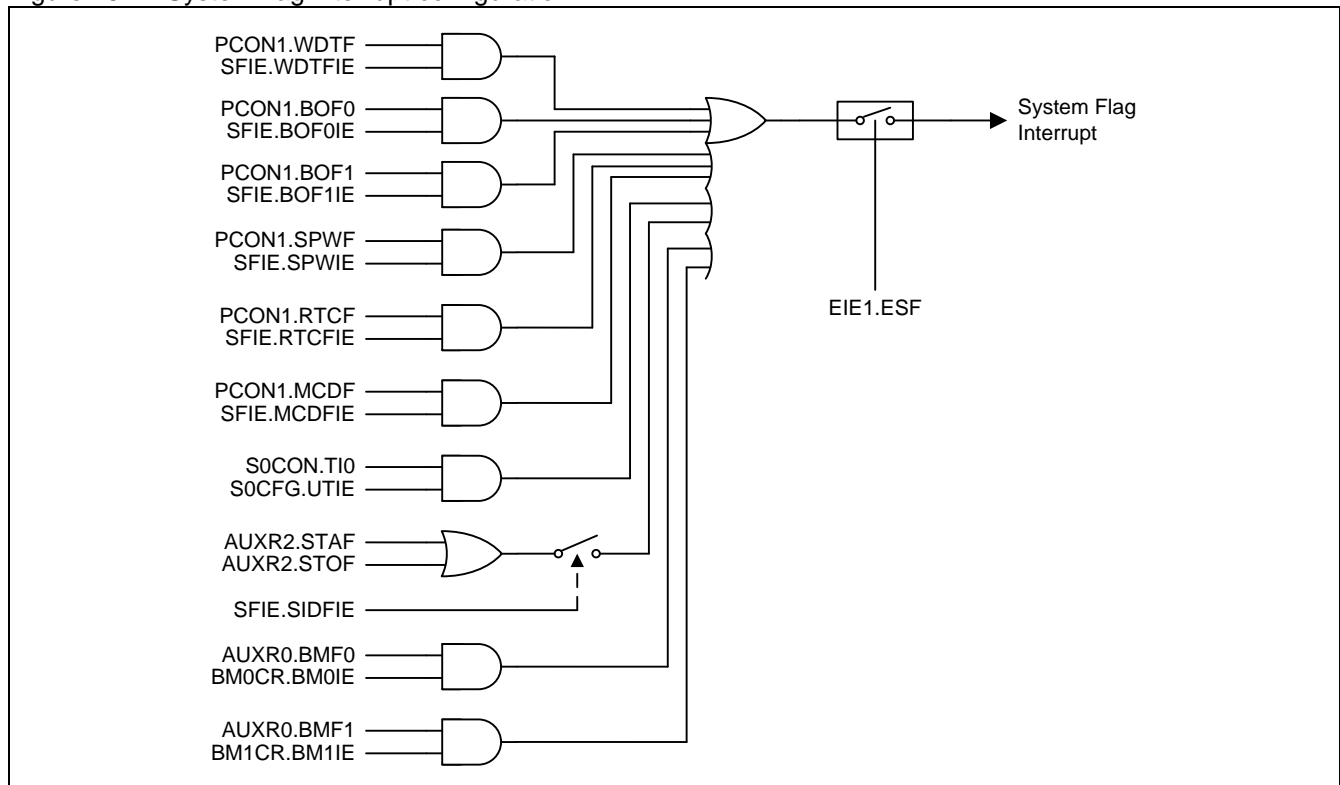 PCON1.WDTF
SFIE.WDTFIE
PCON1.BOF0
SFIE.BOF0IE
PCON1.BOF1
SFIE.BOF1IE
PCON1.SPWF
SFIE.SPWIE
PCON1.RTCF
SFIE.RTCFIE
PCON1.MCDF
SFIE.MCDFIE
S0CON.TI0
S0CFG.UTIE
AUXR2.STAF
AUXR2.STOF
SFIE.SIDFIE
AUXR0.BMF0
BM0CR.BM0IE
AUXR0.BMF1
BM1CR.BM1IE
System Flag
Interrupt
EIE1.ESF